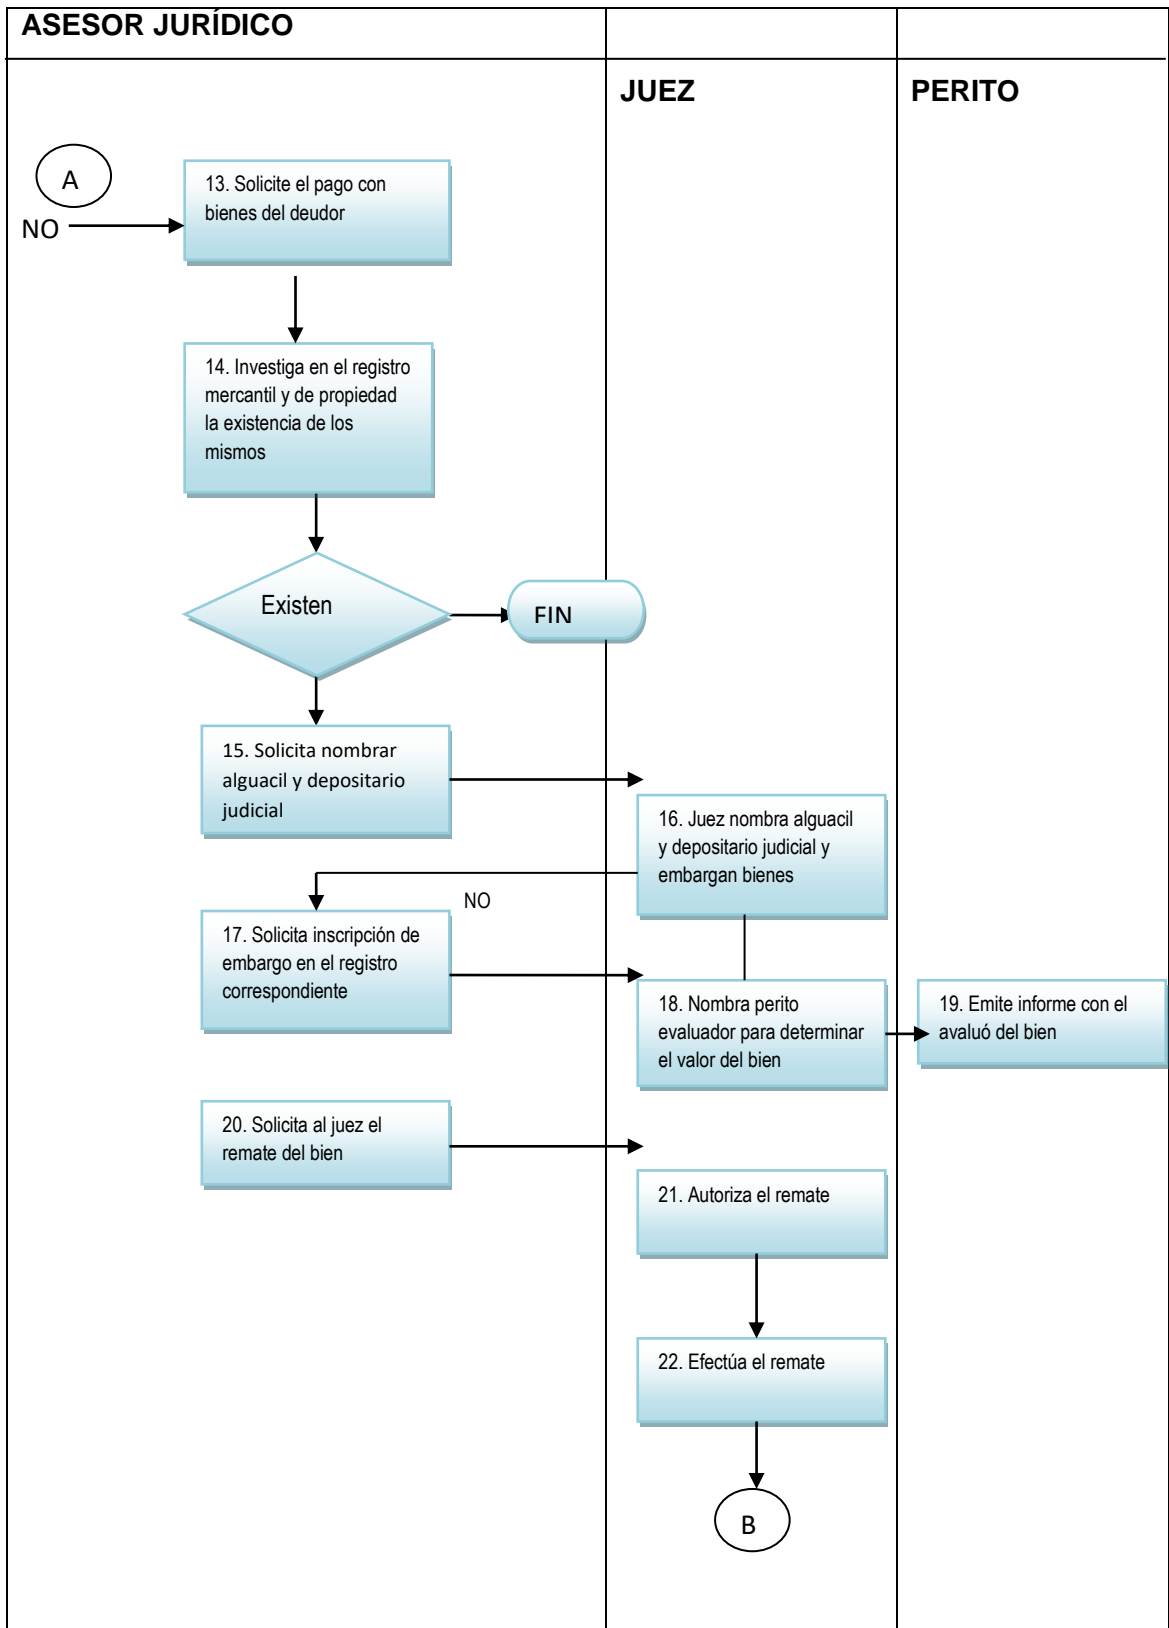 ASESOR JURÍDICO
JUEZ
PERITO
A
NO
13. Solicite el pago con
bienes del deudor
14. Investiga en el registro
mercantil y de propiedad
la existencia de los
mismos
Existen
FIN
15. Solicita nombrar
alguacil y depositario
judicial
16. Juez nombra alguacil
y depositario judicial y
embargan bienes
NO
17. Solicita inscripción de
embargo en el registro
correspondiente
18. Nombra perito
evaluador para determinar
el valor del bien
19. Emite informe con el
avaluó del bien
20. Solicita al juez el
remate del bien
21. Autoriza el remate
22. Efectúa el remate
B